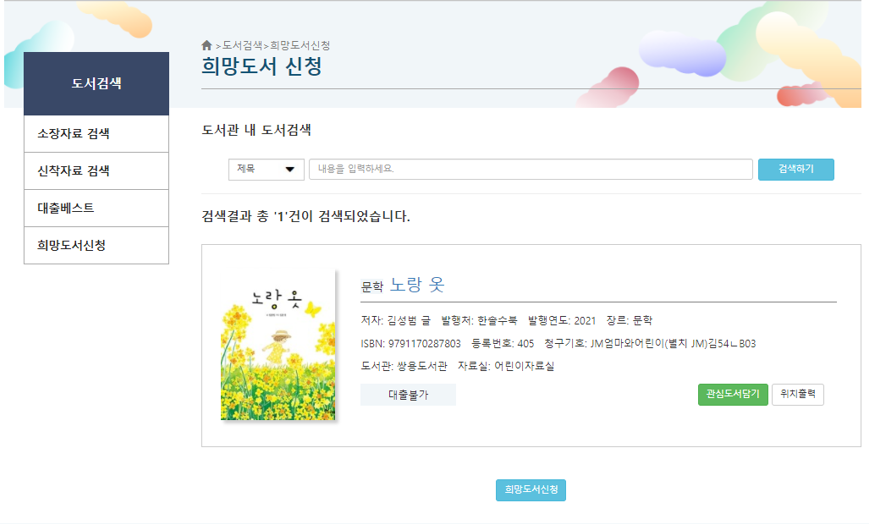 >도서검색>희망도서신청
희망도서 신청
도서검색
소장자료 검색
신착자료 검색
대출베스트
희망도서신청
도서관 내 도서검색
제목
내용을 입력하세요.
검색하기
검색결과 총 '1'건이 검색되었습니다.
노랑 옷
문학 노랑 옷
저자: 김성범 글 발행처: 한솔수북 발행연도: 2021 장르: 문학
ISBN: 9791170287803 등록번호: 405 청구기호: JM엄마와어린이(별치 JM)김54ㄴB03
도서관: 쌍용도서관 자료실: 어린이자료실
대출불가
관심도서담기
위치출력
희망도서신청